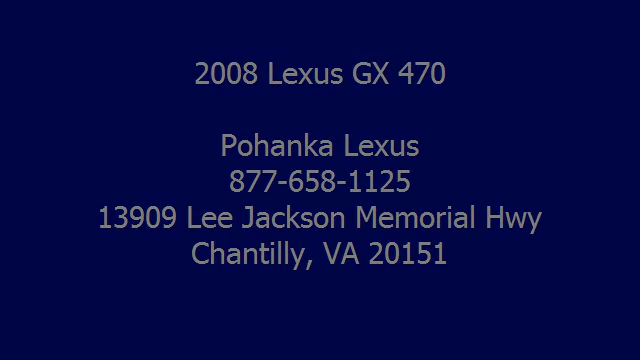 2008 Lexus GX 470
Pohanka Lexus
877-658-1125
13909 Lee Jackson Memorial Hwy
Chantilly, VA 20151